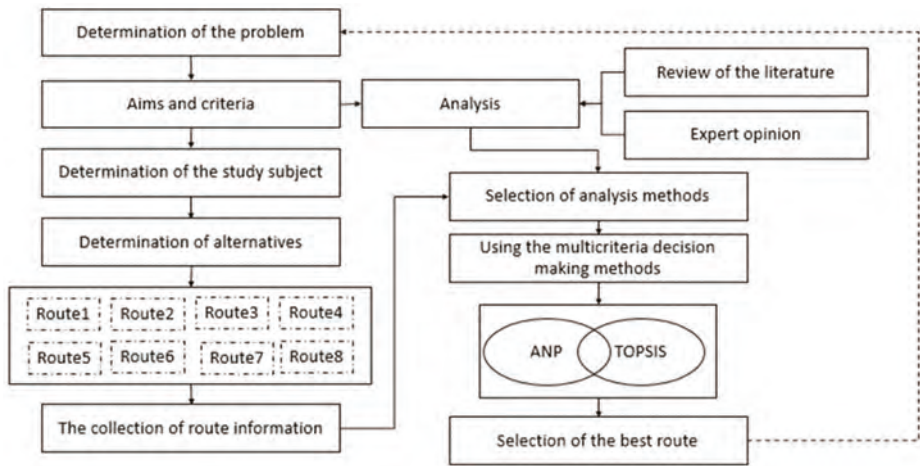 Determination of the problem
Aims and criteria
Analysis
Review of the literature
Expert opinion
Determination of the study subject
Determination of alternatives
Route1 Route2 Route3 Route4
Route5 Route6 Route7 Route8
The collection of route information
Selection of analysis methods
Using the multicriteria decision
making methods
ANP TOPSIS
Selection of the best route